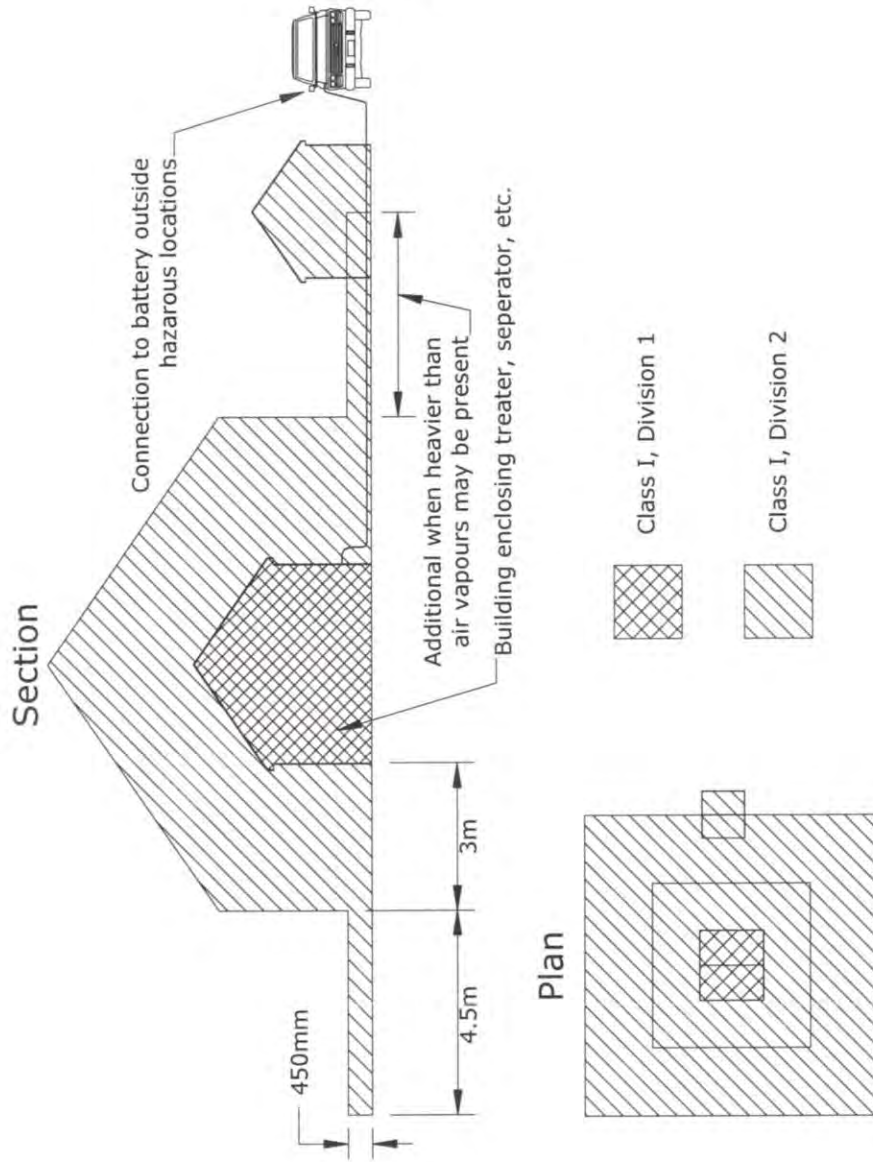 Section
Connection to battery outside
hazarous locations
450mm
4.5m
3m
Additional when heavier than
air vapours may be present
Building enclosing treater, seperator, etc.
Plan
Class I, Division 1
Class I, Division 2